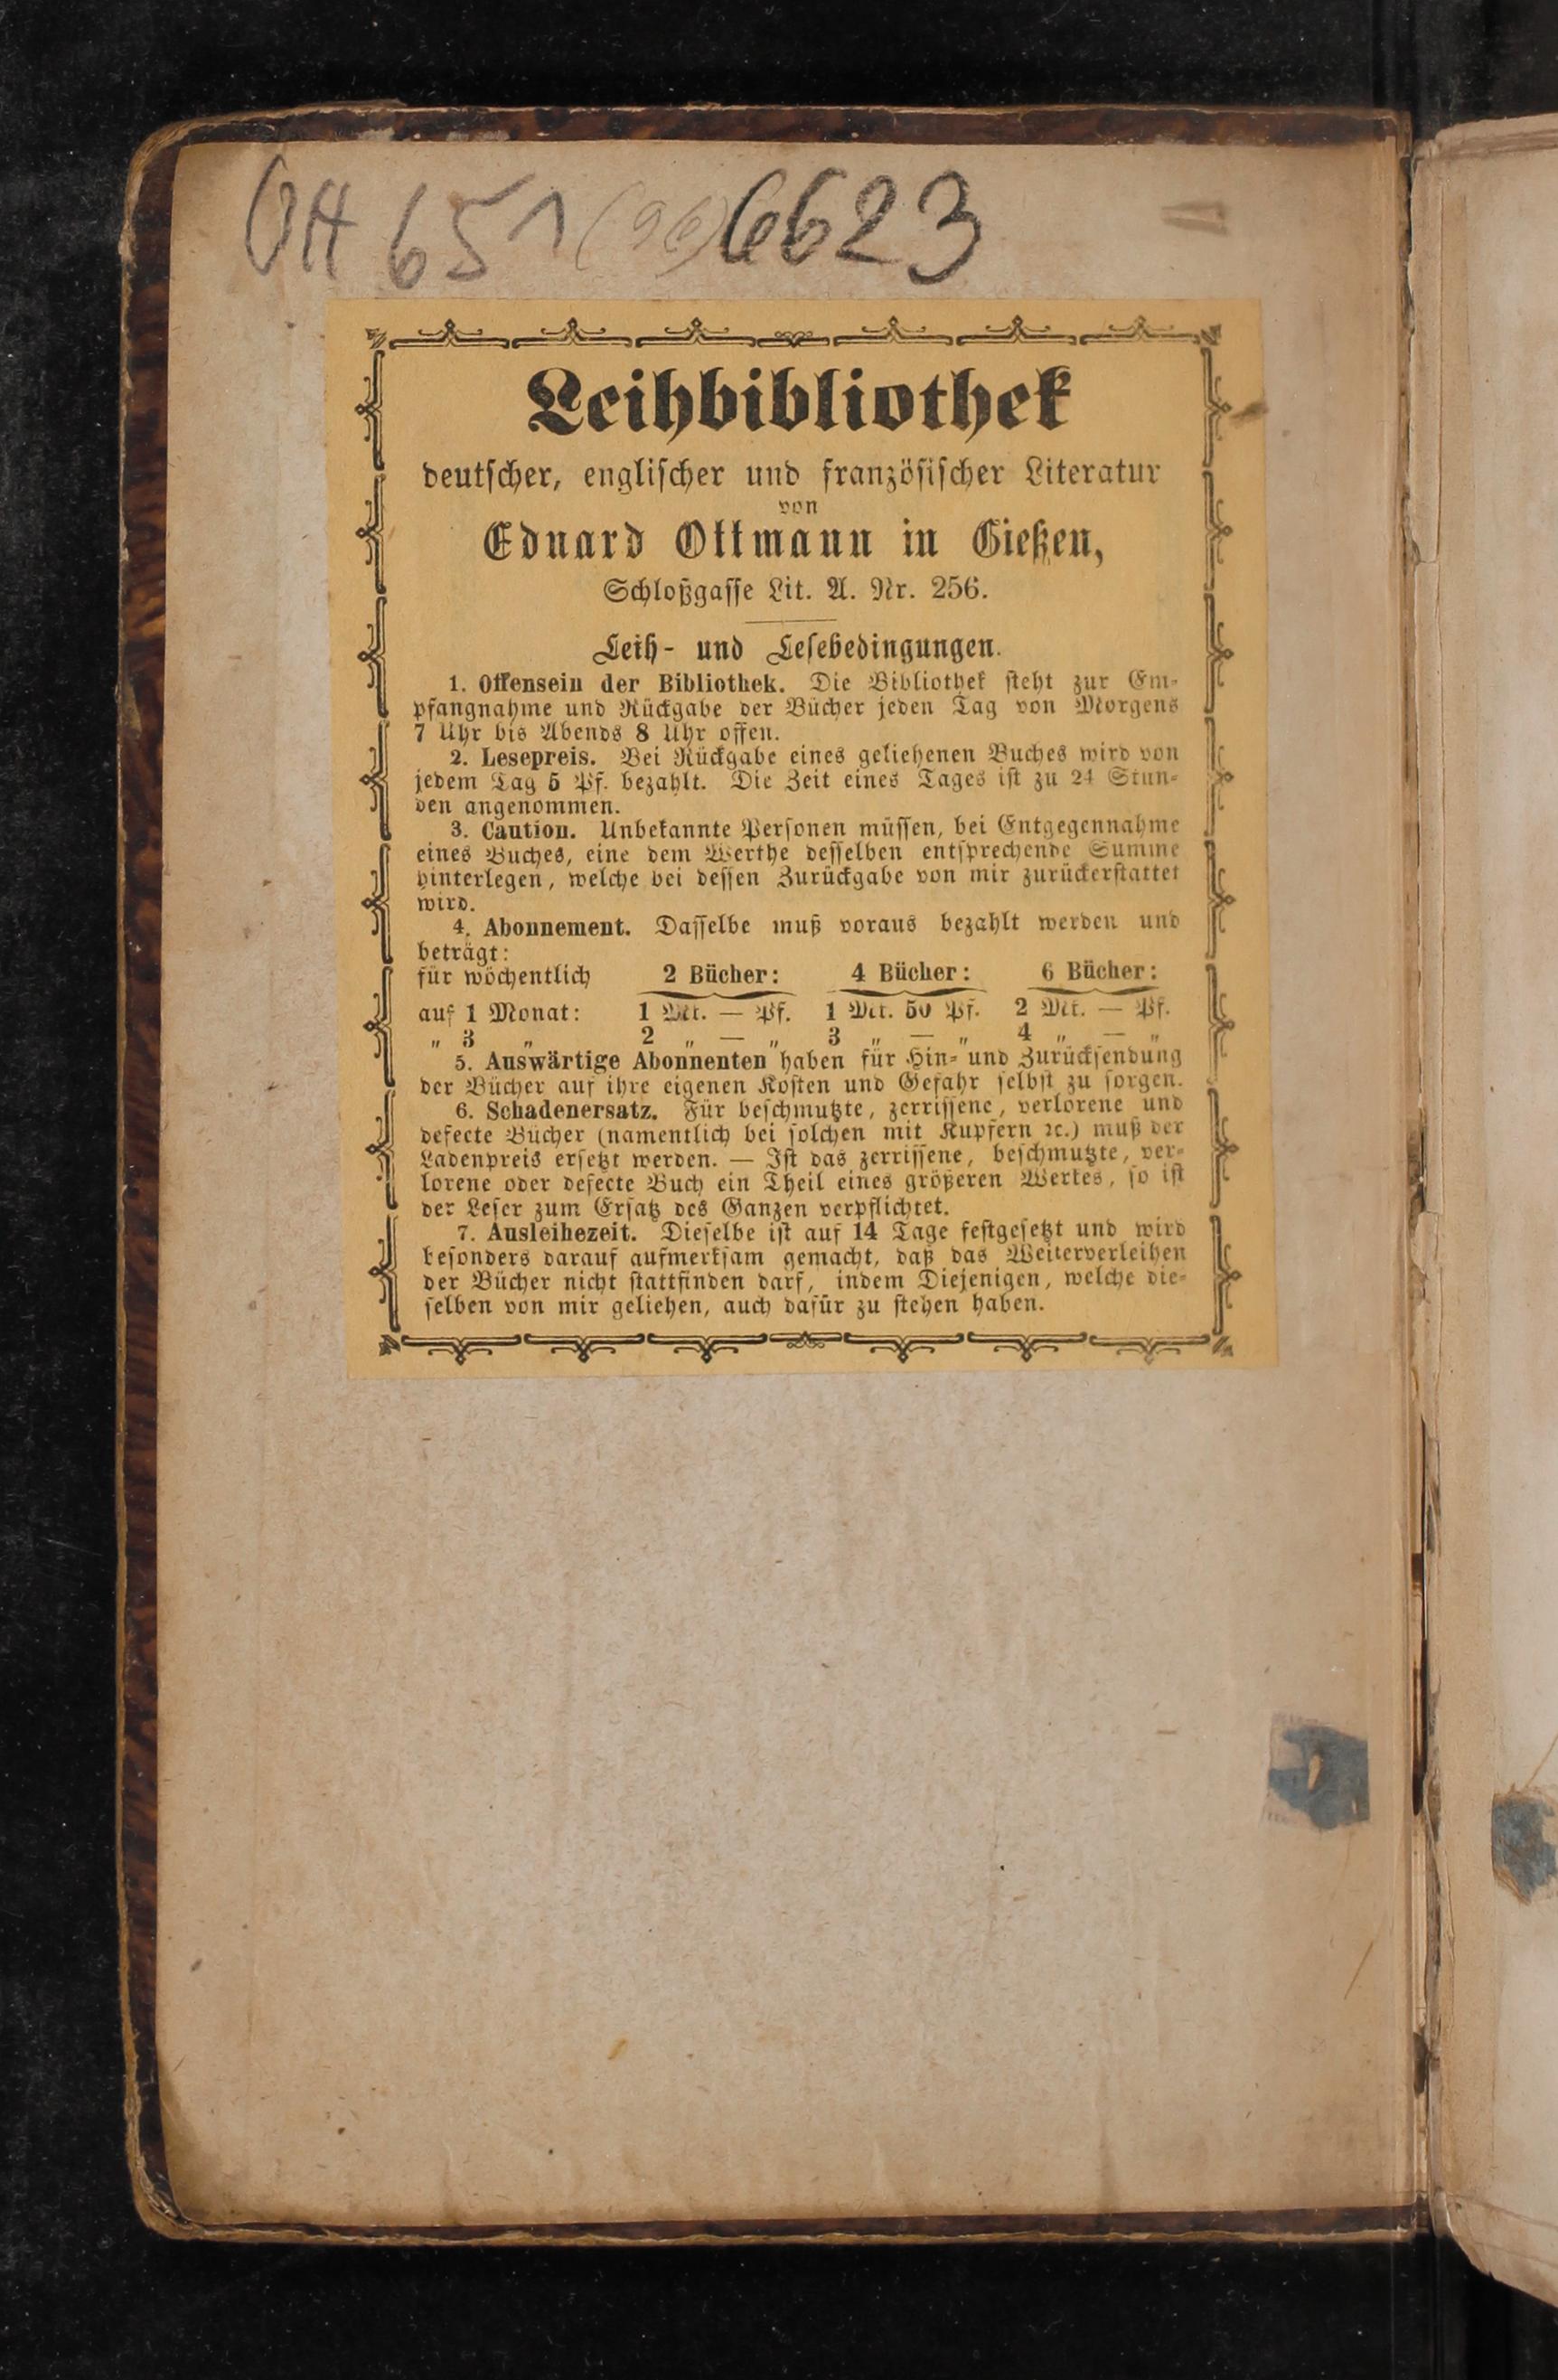 OH 651 (96) 6623
Leihbibliothek
deutscher, englischer und französischer Literatur
von
Eduard Ottmann in Gießen,
Schloßgasse Lit. A. Nr. 256.
Leih- und Lesebedingungen.
1. Offensein der Bibliothek. Die Bibliothek steht zur Em-
pfangnahme und Rückgabe der Bücher jeden Tag von Morgens
7 Uhr bis Abends 8 Uhr offen.
2. Lesepreis. Bei Rückgabe eines geliehenen Buches wird von
jedem Tag 5 Pf. bezahlt. Die Zeit eines Tages ist zu 24 Stun-
den angenommen.
3. Caution. Unbekannte Personen müssen, bei Entgegennahme
eines Buches, eine dem Werthe desselben entsprechende Summe
hinterlegen, welche bei dessen Zurückgabe von mir zurückerstattet
wird.
4. Abonnement. Dasselbe muß voraus bezahlt werden und
beträgt:
für wöchentlich 2 Bücher: 4 Bücher: 6 Bücher:
auf 1 Monat: 1 Mk. — Pf. 1 Mk. 50 Pf. 2 Mk. — Pf.
„ 3 „ 2 „ — „ 3 „ — „ 4 „ — „
5. Auswärtige Abonnenten haben für Hin- und Zurücksendung
der Bücher auf ihre eigenen Kosten und Gefahr selbst zu sorgen.
6. Schadenersatz. Für beschmutzte, zerrissene, verlorene und
defecte Bücher (namentlich bei solchen mit Kupfern ꝛc.) muß der
Ladenpreis ersetzt werden. — Ist das zerrissene, beschmutzte, ver-
lorene oder defecte Buch ein Theil eines größeren Werkes, so ist
der Leser zum Ersatz des Ganzen verpflichtet.
7. Ausleihezeit. Dieselbe ist auf 14 Tage festgesetzt und wird
besonders darauf aufmerksam gemacht, daß das Weiterverleihen
der Bücher nicht stattfinden darf, indem Diejenigen, welche die-
selben von mir geliehen, auch dafür zu stehen haben.